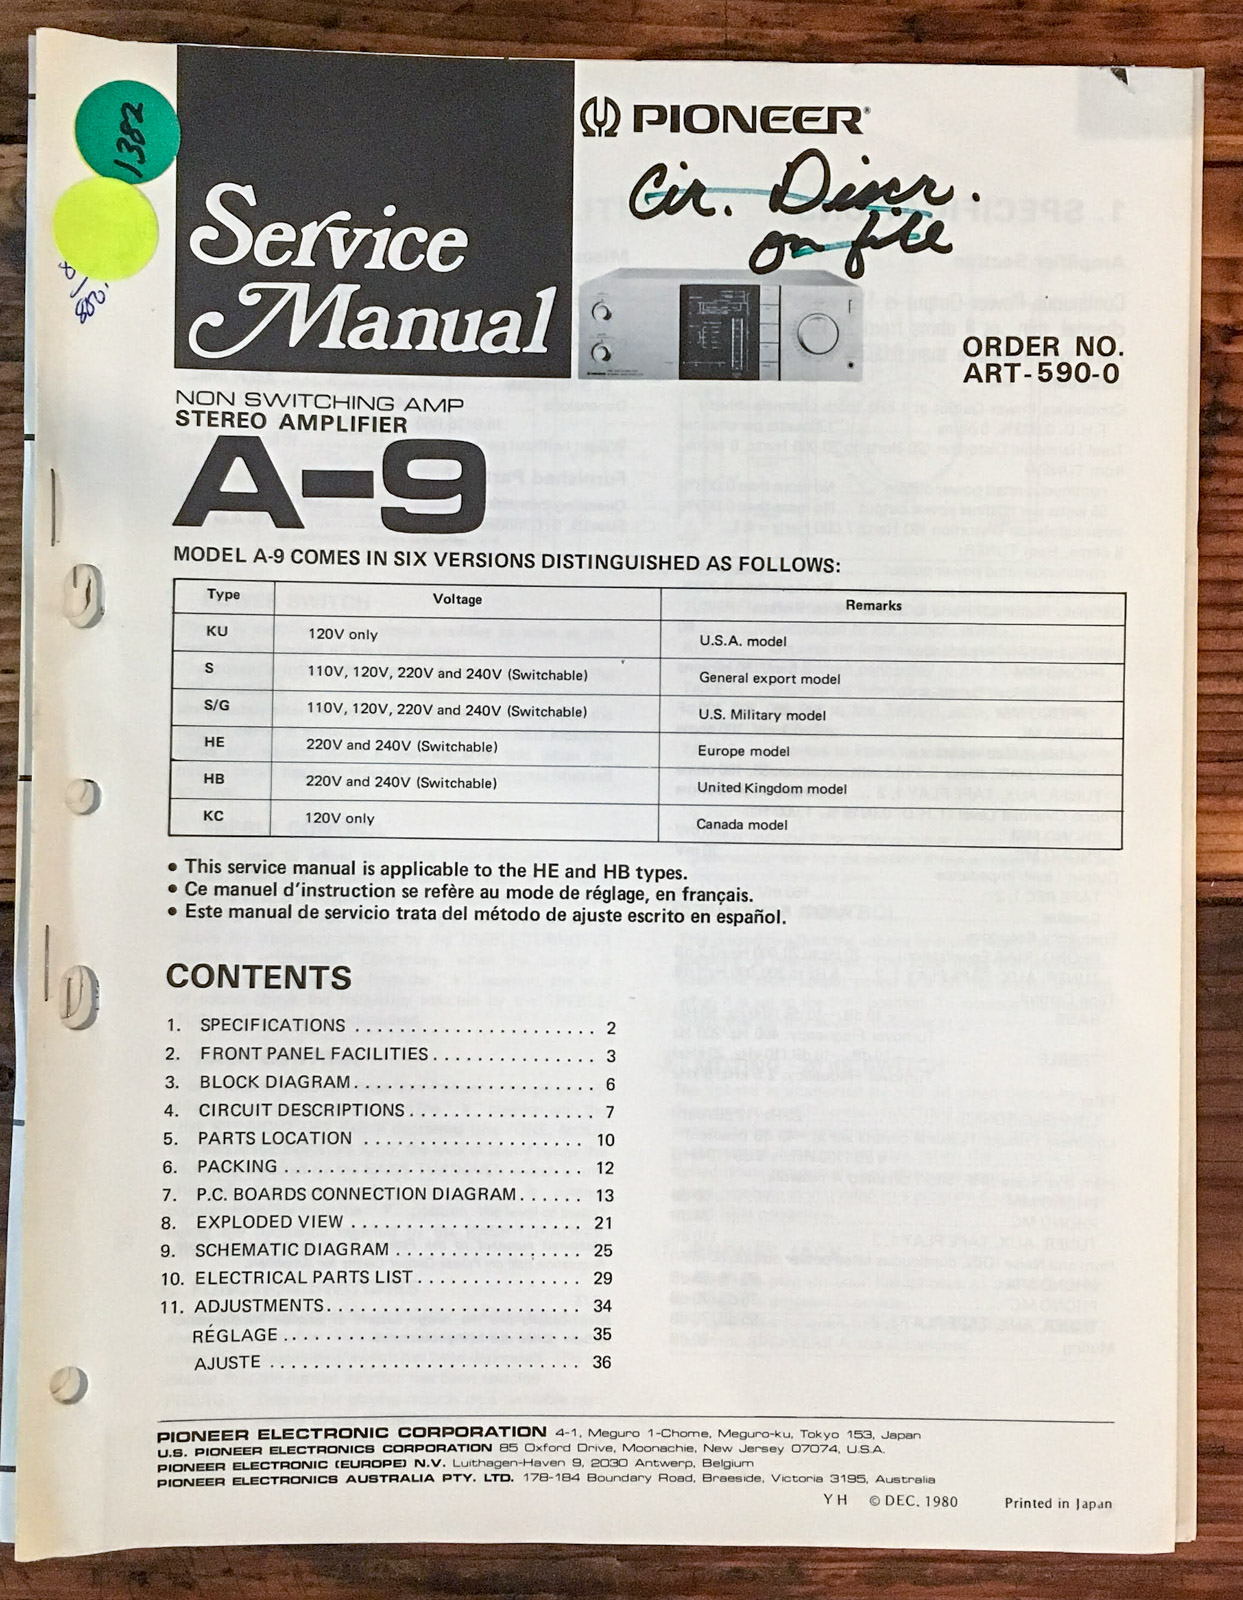 1382
PIONEER®
Cir. Discr.
on file
Service
Manual
ORDER NO.
ART-590-0
NON SWITCHING AMP
STEREO AMPLIFIER
A-9
MODEL A-9 COMES IN SIX VERSIONS DISTINGUISHED AS FOLLOWS:
Type Voltage Remarks
KU 120V only U.S.A. model
S 110V, 120V, 220V and 240V (Switchable) General export model
S/G 110V, 120V, 220V and 240V (Switchable) U.S. Military model
HE 220V and 240V (Switchable) Europe model
HB 220V and 240V (Switchable) United Kingdom model
KC 120V only Canada model
• This service manual is applicable to the HE and HB types.
• Ce manuel d'instruction se refère au mode de réglage, en français.
• Este manual de servicio trata del método de ajuste escrito en español.
CONTENTS
1. SPECIFICATIONS ........................ 2
2. FRONT PANEL FACILITIES ................ 3
3. BLOCK DIAGRAM ........................ 6
4. CIRCUIT DESCRIPTIONS .................. 7
5. PARTS LOCATION ...................... 10
6. PACKING .............................. 12
7. P.C. BOARDS CONNECTION DIAGRAM ...... 13
8. EXPLODED VIEW ....................... 21
9. SCHEMATIC DIAGRAM ................... 25
10. ELECTRICAL PARTS LIST ................ 29
11. ADJUSTMENTS ......................... 34
RÉGLAGE .............................. 35
AJUSTE ............................... 36
PIONEER ELECTRONIC CORPORATION 4-1, Meguro 1-Chome, Meguro-ku, Tokyo 153, Japan
U.S. PIONEER ELECTRONICS CORPORATION 85 Oxford Drive, Moonachie, New Jersey 07074, U.S.A.
PIONEER ELECTRONIC (EUROPE) N.V. Luithagen-Haven 9, 2030 Antwerp, Belgium
PIONEER ELECTRONICS AUSTRALIA PTY. LTD. 178-184 Boundary Road, Braeside, Victoria 3195, Australia
YH © DEC. 1980 Printed in Japan